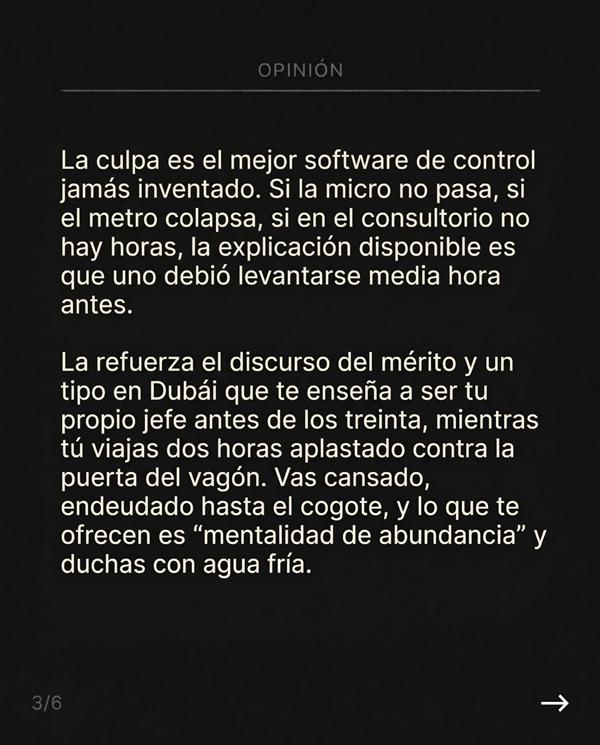 OPINIÓN
La culpa es el mejor software de control
jamás inventado. Si la micro no pasa, si
el metro colapsa, si en el consultorio no
hay horas, la explicación disponible es
que uno debió levantarse media hora
antes.
La refuerza el discurso del mérito y un
tipo en Dubái que te enseña a ser tu
propio jefe antes de los treinta, mientras
tú viajas dos horas aplastado contra la
puerta del vagón. Vas cansado,
endeudado hasta el cogote, y lo que te
ofrecen es “mentalidad de abundancia” y
duchas con agua fría.
3/6
→